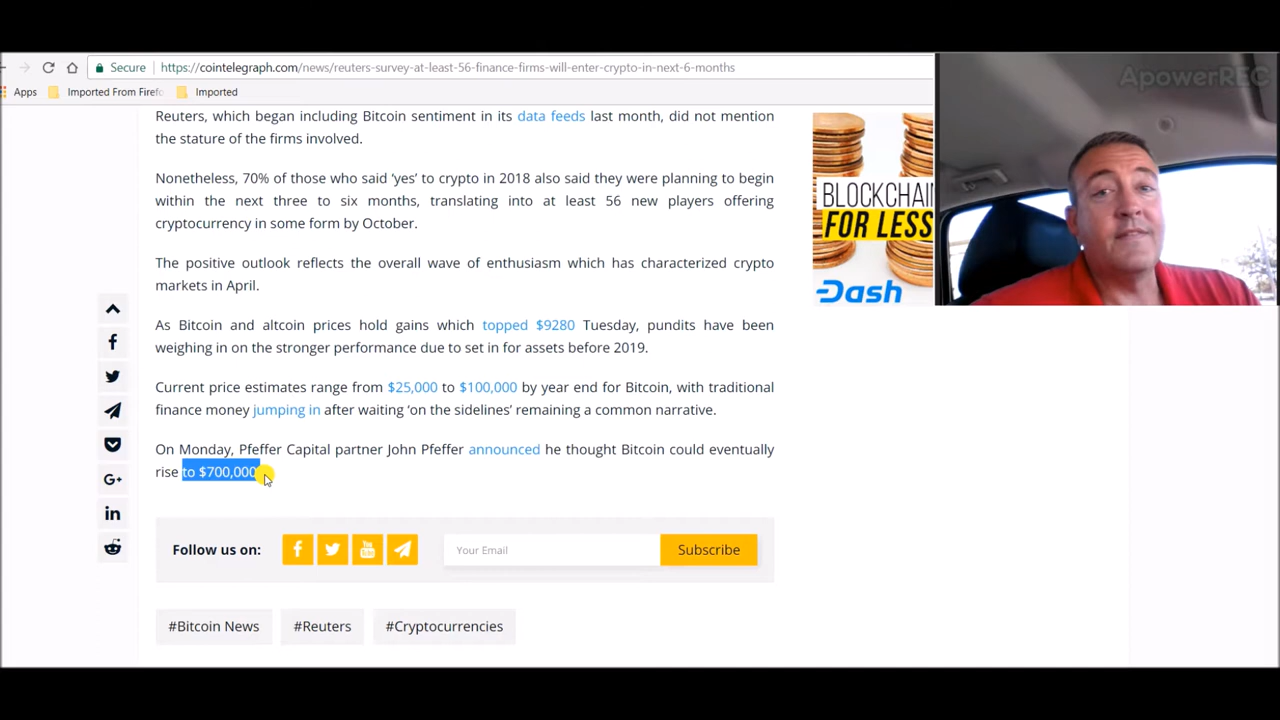 ApowerREC
Secure
https://cointelegraph.com/news/reuters-survey-at-least-56-finance-firms-will-enter-crypto-in-next-6-months
Apps
Imported From Firefo
Imported
Reuters, which began including Bitcoin sentiment in its data feeds last month, did not mention
the stature of the firms involved.
Nonetheless, 70% of those who said ‘yes’ to crypto in 2018 also said they were planning to begin
within the next three to six months, translating into at least 56 new players offering
cryptocurrency in some form by October.
The positive outlook reflects the overall wave of enthusiasm which has characterized crypto
markets in April.
As Bitcoin and altcoin prices hold gains which topped $9280 Tuesday, pundits have been
weighing in on the stronger performance due to set in for assets before 2019.
Current price estimates range from $25,000 to $100,000 by year end for Bitcoin, with traditional
finance money jumping in after waiting ‘on the sidelines’ remaining a common narrative.
On Monday, Pfeffer Capital partner John Pfeffer announced he thought Bitcoin could eventually
rise to $700,000
BLOCKCHAIN
FOR LESS
Dash
G+
in
Follow us on:
You
Tube
Your Email
Subscribe
#Bitcoin News
#Reuters
#Cryptocurrencies